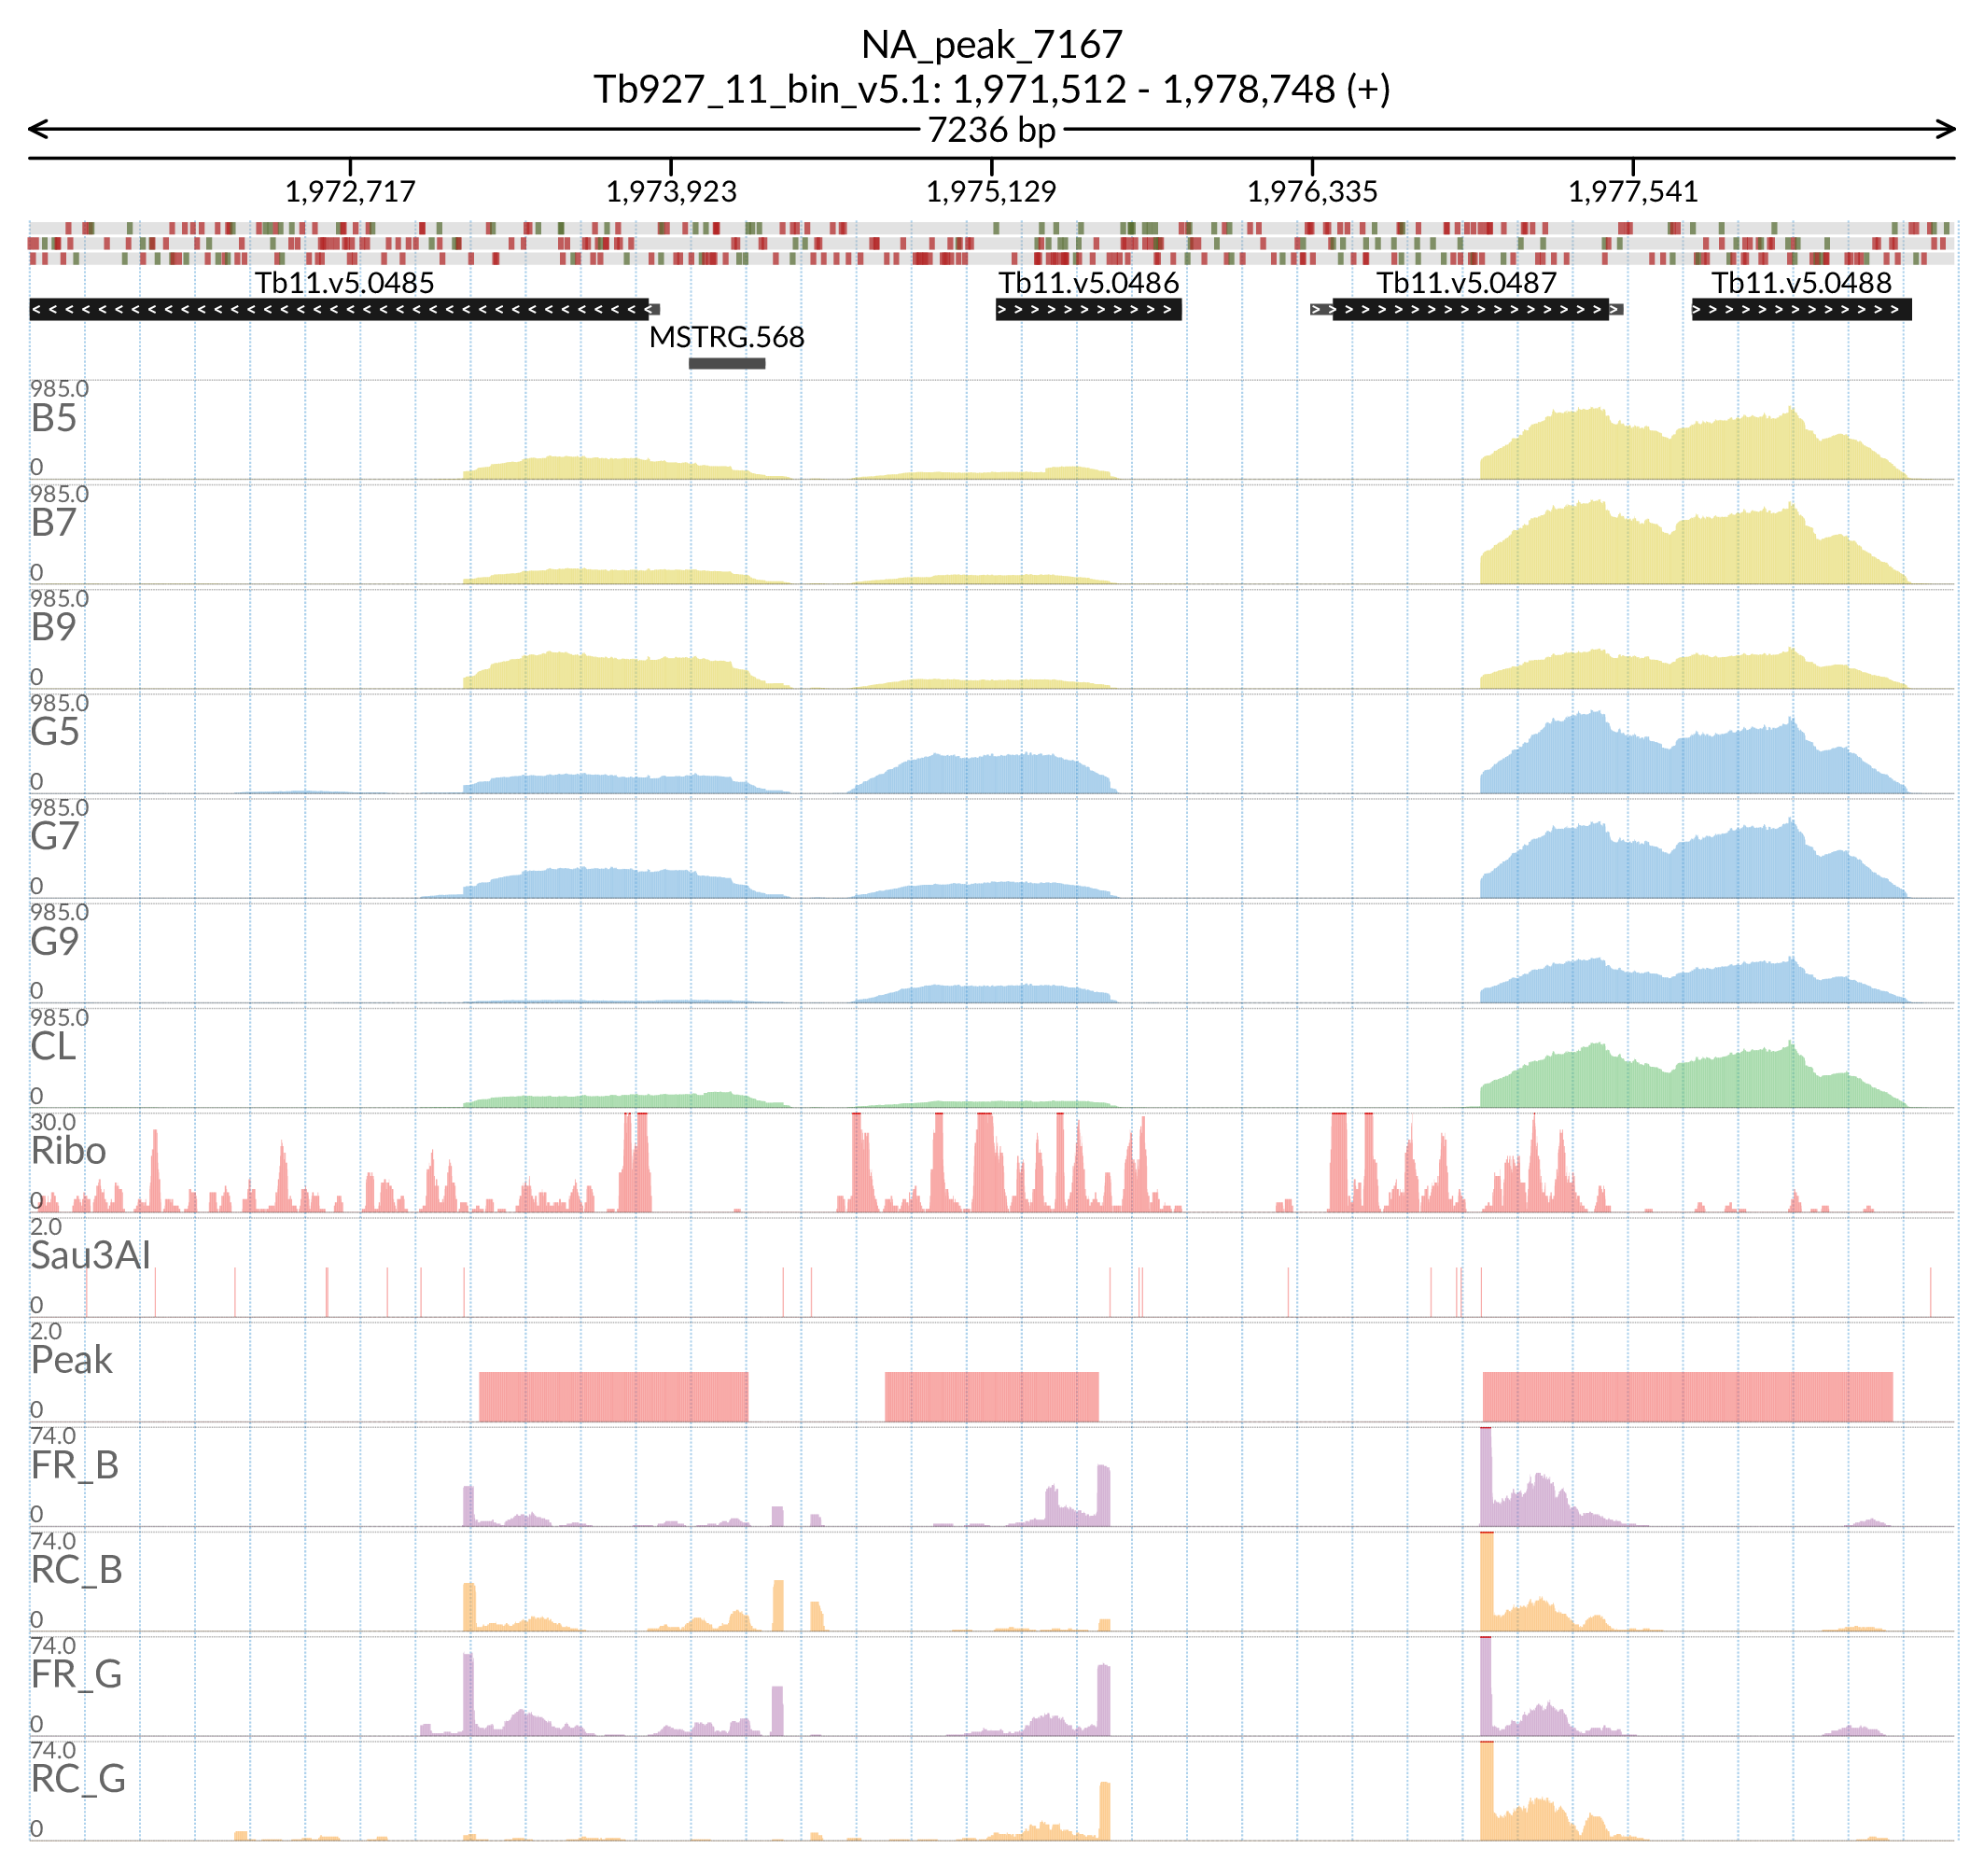 NA_peak_7167
Tb927_11_bin_v5.1: 1,971,512 - 1,978,748 (+)
7236 bp
1,972,717 1,973,923 1,975,129 1,976,335 1,977,541
Tb11.v5.0485 Tb11.v5.0486 Tb11.v5.0487 Tb11.v5.0488
MSTRG.568
985.0
B5
0
985.0
B7
0
985.0
B9
0
985.0
G5
0
985.0
G7
0
985.0
G9
0
985.0
CL
0
30.0
Ribo
0
2.0
Sau3AI
0
2.0
Peak
0
74.0
FR_B
0
74.0
RC_B
0
74.0
FR_G
0
74.0
RC_G
0